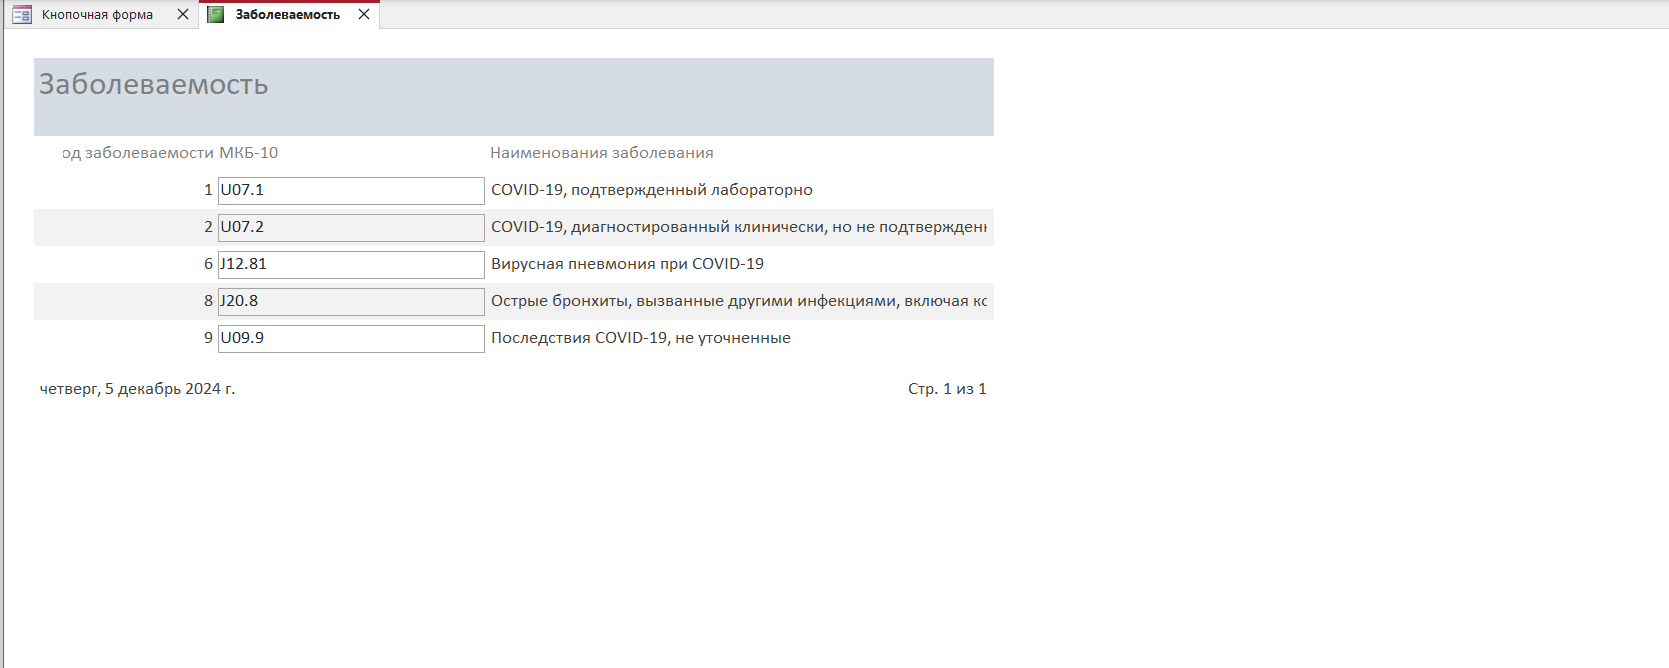 Кнопочная форма Заболеваемость
Заболеваемость
од заболеваемости МКБ-10 Наименования заболевания
1 U07.1 COVID-19, подтвержденный лабораторно
2 U07.2 COVID-19, диагностированный клинически, но не подтвержден
6 J12.81 Вирусная пневмония при COVID-19
8 J20.8 Острые бронхиты, вызванные другими инфекциями, включая ко
9 U09.9 Последствия COVID-19, не уточненные
четверг, 5 декабрь 2024 г. Стр. 1 из 1